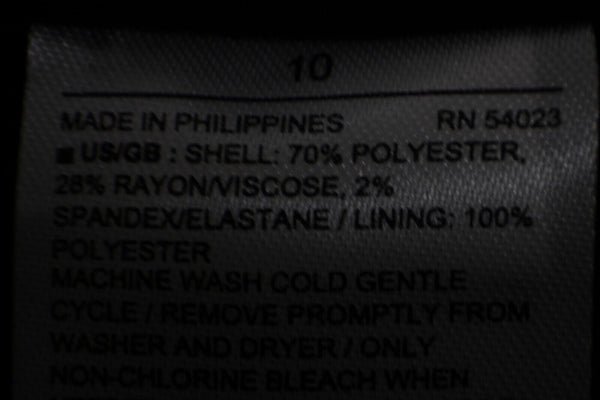 10
MADE IN PHILIPPINES RN 54023
■ US/GB : SHELL: 70% POLYESTER,
28% RAYON/VISCOSE, 2%
SPANDEX/ELASTANE / LINING: 100%
POLYESTER
MACHINE WASH COLD GENTLE
CYCLE / REMOVE PROMPTLY FROM
WASHER AND DRYER / ONLY
NON-CHLORINE BLEACH WHEN